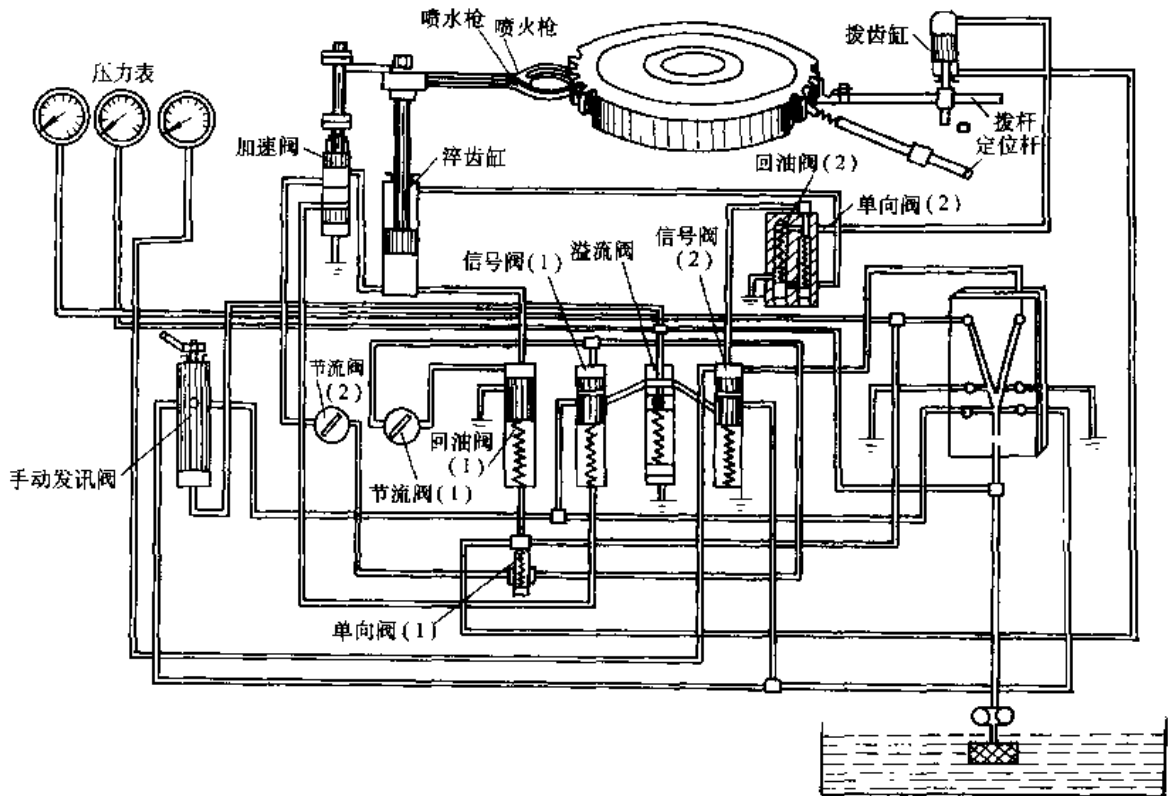 喷水枪
喷火枪
拨齿缸
压力表
加速阀
淬齿缸
拨杆
定位杆
回油阀(2)
单向阀(2)
信号阀(1)
溢流阀
信号阀
(2)
节流阀
(2)
回油阀
(1)
手动发讯阀
节流阀(1)
单向阀(1)